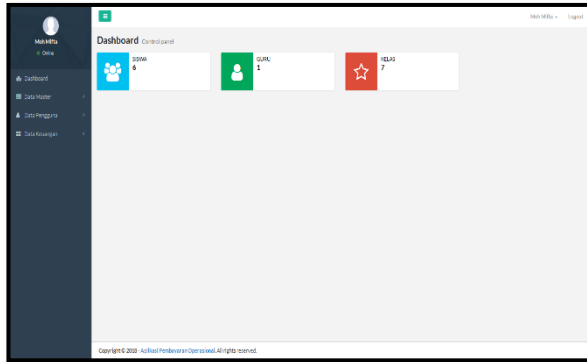 Moh Mifta
Online
Dashboard
Data Master
Data Pengguna
Data Keuangan
Moh Mifta
Logout
Dashboard Control panel
SISWA
6
GURU
1
KELAS
7
Copyright © 2018 - Aplikasi Pembayaran Operasional. All rights reserved.